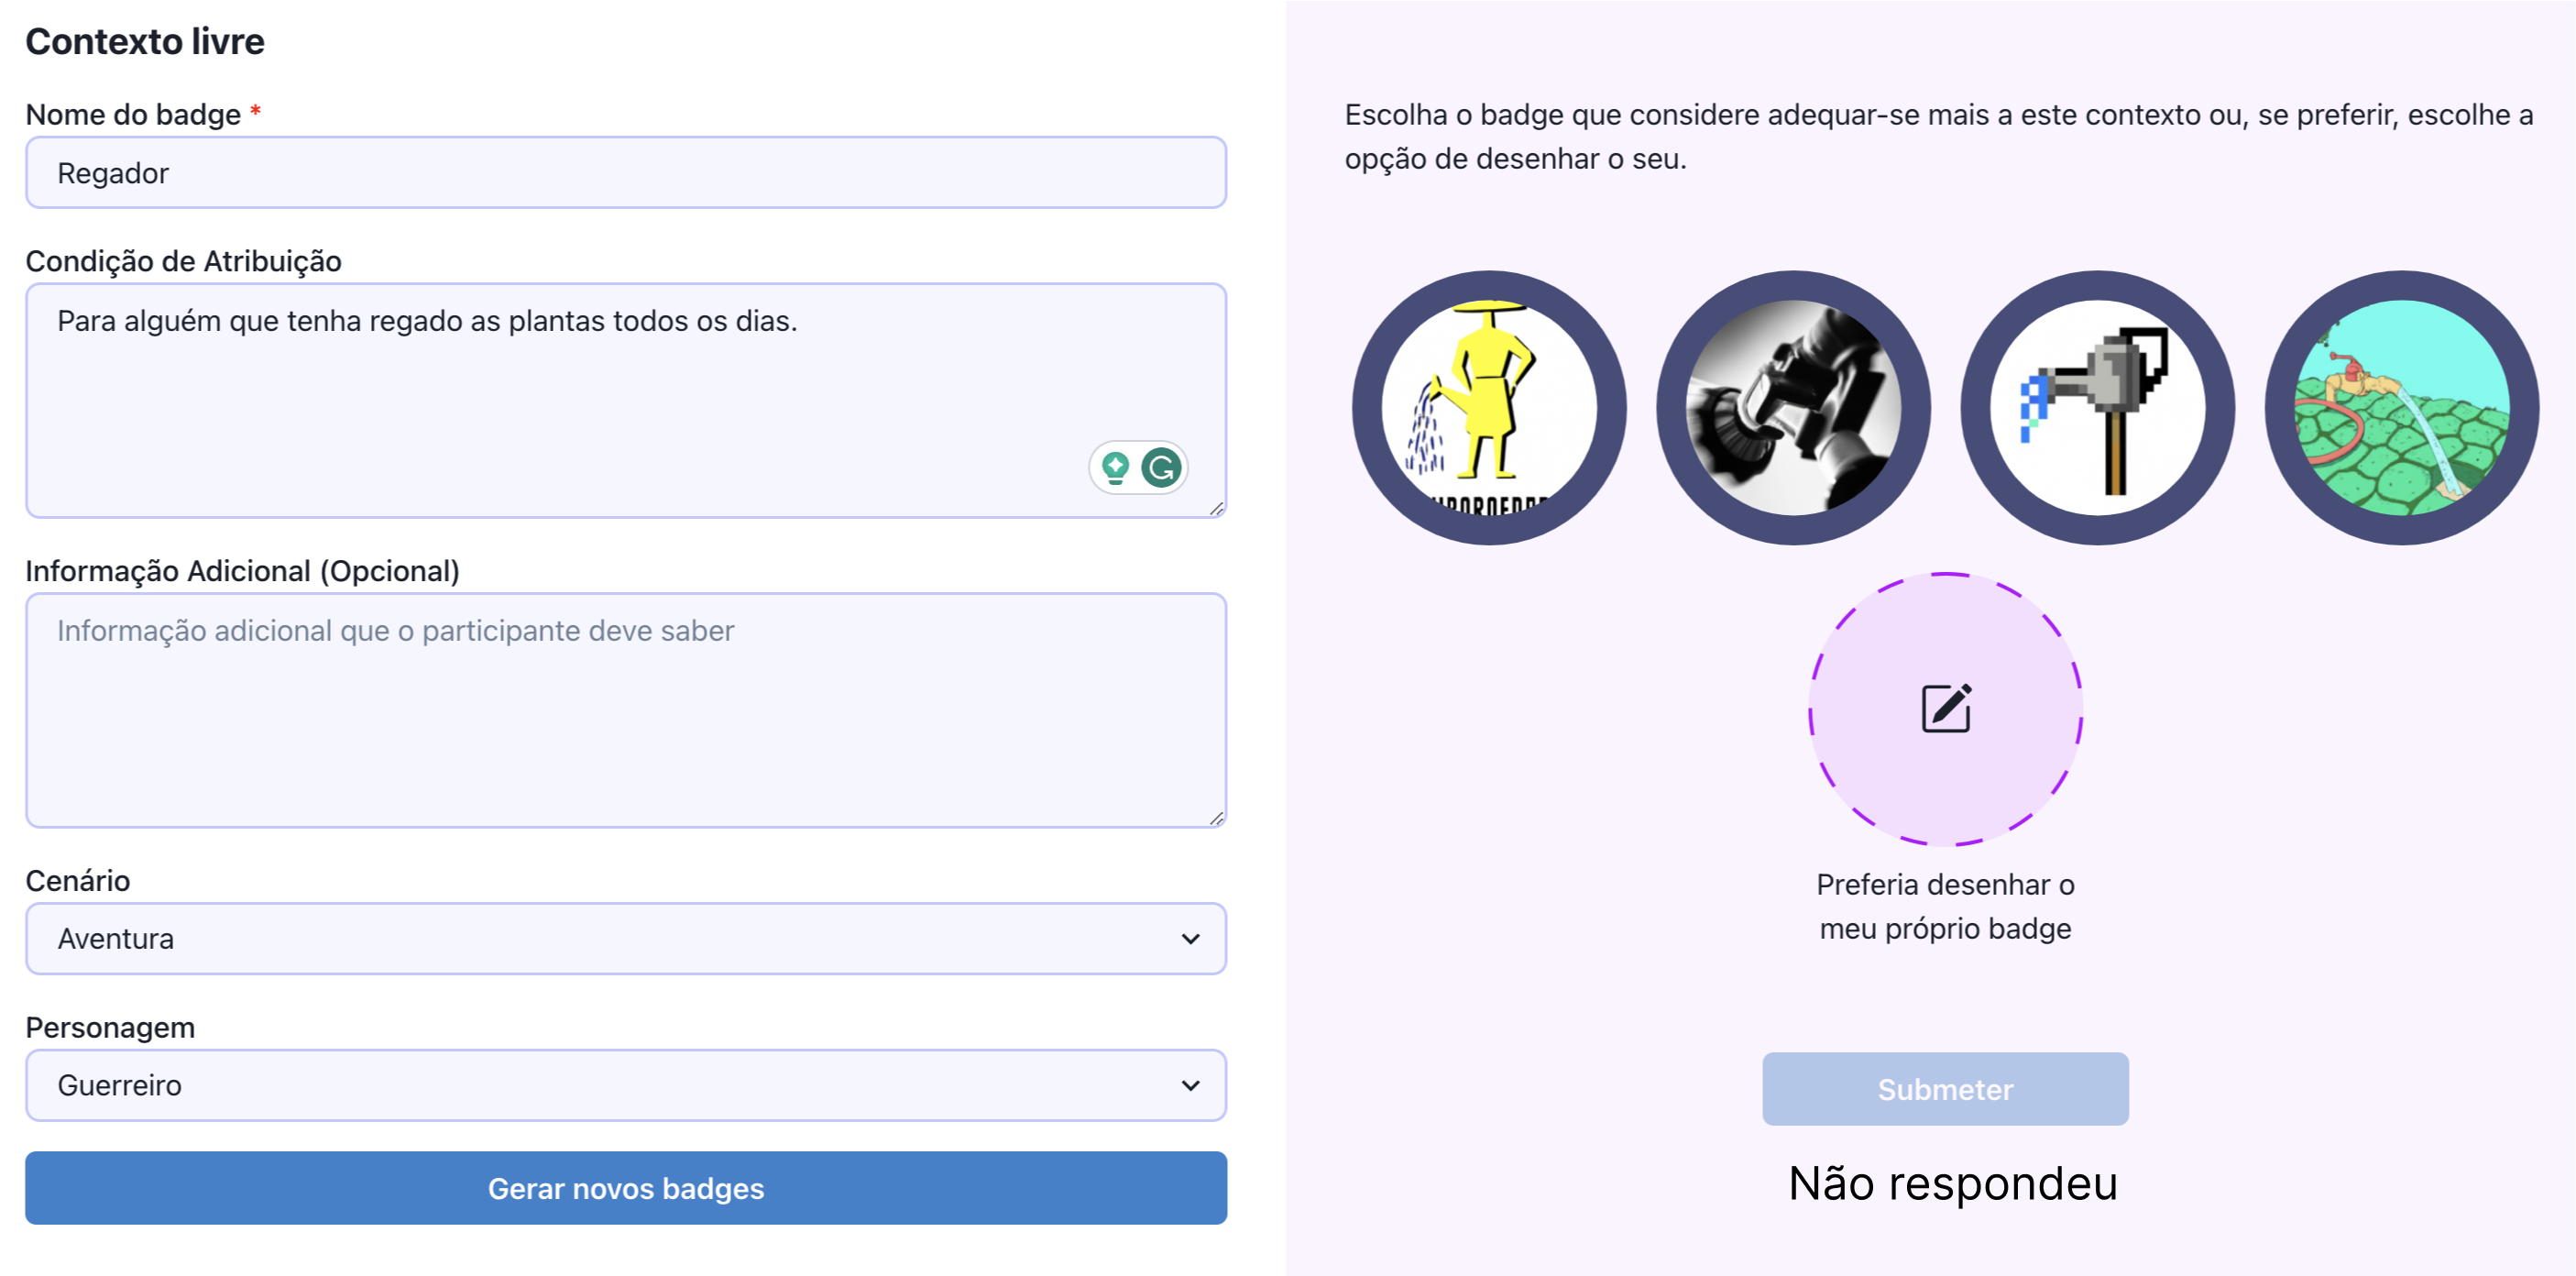 Contexto livre
Nome do badge *
Regador
Condição de Atribuição
Para alguém que tenha regado as plantas todos os dias.
Informação Adicional (Opcional)
Informação adicional que o participante deve saber
Cenário
Aventura
Personagem
Guerreiro
Gerar novos badges
Escolha o badge que considere adequar-se mais a este contexto ou, se preferir, escolhe a
opção de desenhar o seu.
Preferia desenhar o
meu próprio badge
Submeter
Não respondeu